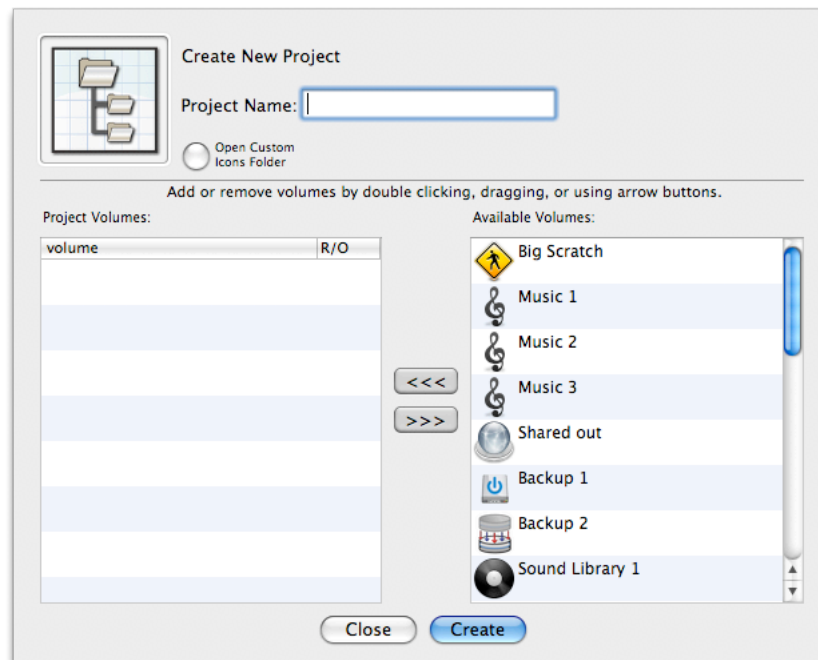 Create New Project
Project Name:
Open Custom
Icons Folder
Add or remove volumes by double clicking, dragging, or using arrow buttons.
Project Volumes:
Available Volumes:
volume R/O
Big Scratch
Music 1
Music 2
Music 3
<<<
Shared out
>>>
Backup 1
Backup 2
Sound Library 1
Close Create